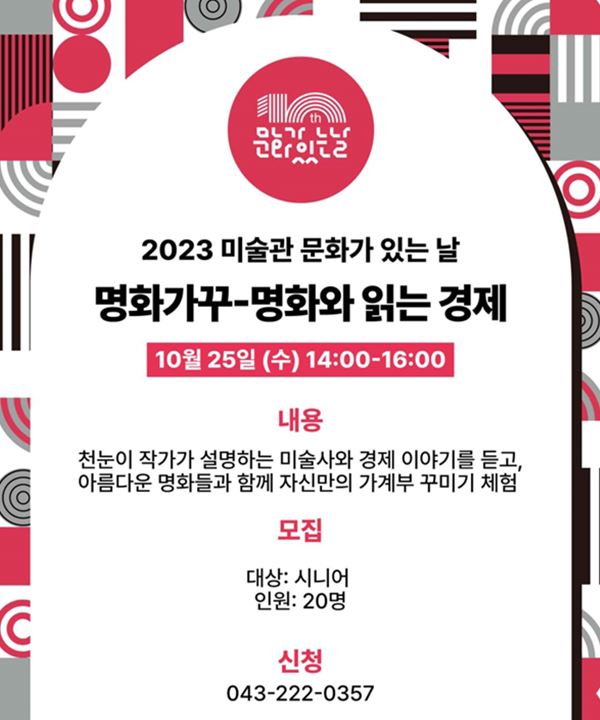 10th
문화가
있는날
2023 미술관 문화가 있는 날
명화가꾸-명화와 읽는 경제
10월 25일 (수) 14:00-16:00
내용
천눈이 작가가 설명하는 미술사와 경제 이야기를 듣고,
아름다운 명화들과 함께 자신만의 가계부 꾸미기 체험
모집
대상: 시니어
인원: 20명
신청
043-222-0357